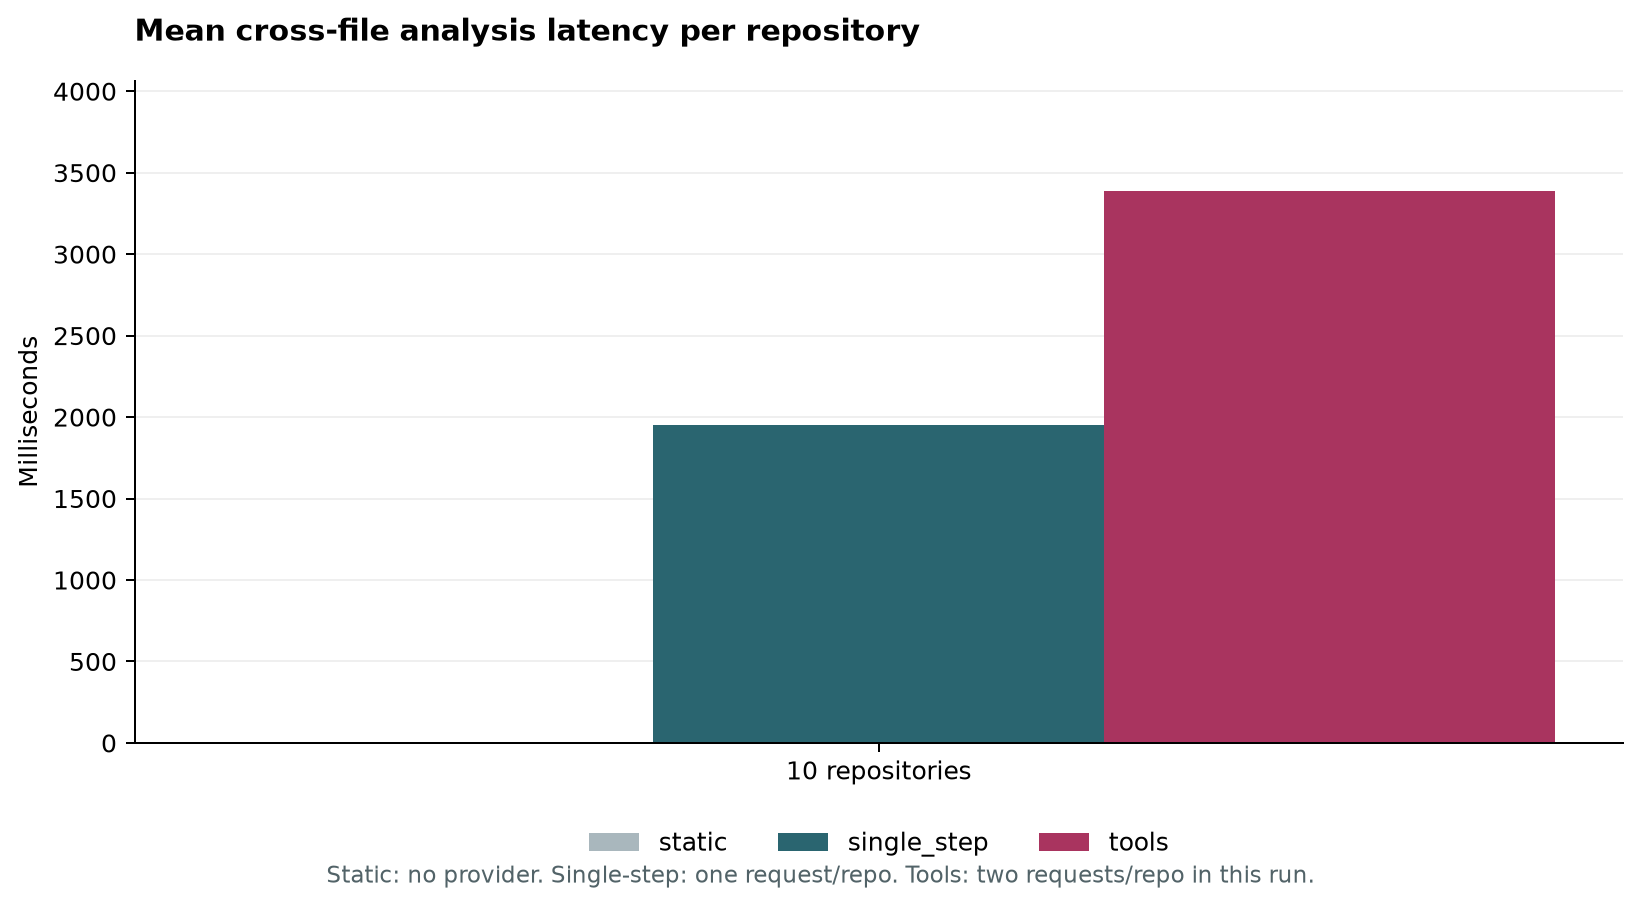 Mean cross-file analysis latency per repository
4000
3500
3000
2500
2000
1500
1000
500
0
Milliseconds
10 repositories
static
single_step
tools
Static: no provider. Single-step: one request/repo. Tools: two requests/repo in this run.